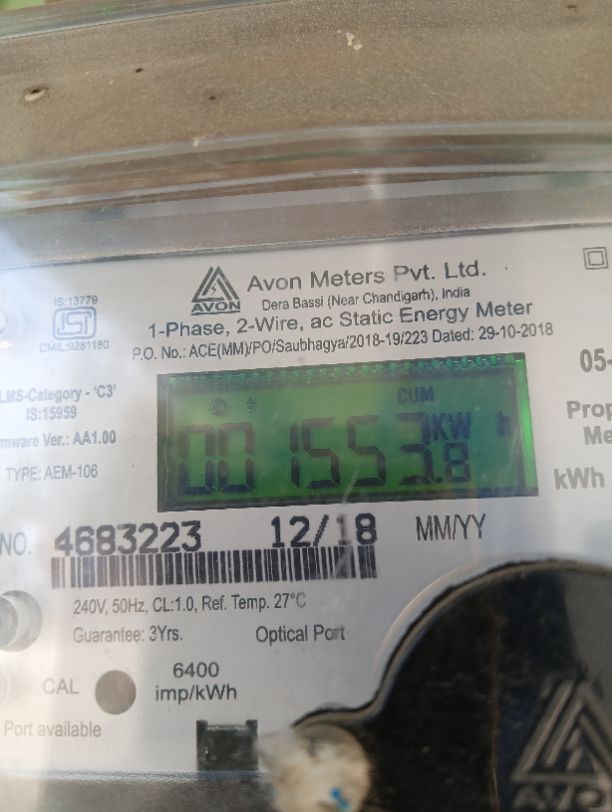 Avon Meters Pvt. Ltd.
AVON
Dera Bassi (Near Chandigarh), India
1-Phase, 2-Wire, ac Static Energy Meter
P.O. No.: ACE(MM)/PO/Saubhagya/2018-19/223 Dated: 29-10-2018
IS:13779
ISI
CM/L:9281180
LMS-Category - 'C3'
IS:15959
mware Ver.: AA1.00
TYPE: AEM-106
CUM
001553.8 KWh
05-
Prop
Me
kWh
NO. 4683223 12/18 MM/YY
240V, 50Hz, CL:1.0, Ref. Temp. 27°C
Guarantee: 3Yrs. Optical Port
CAL
6400
imp/kWh
Port available
AVON